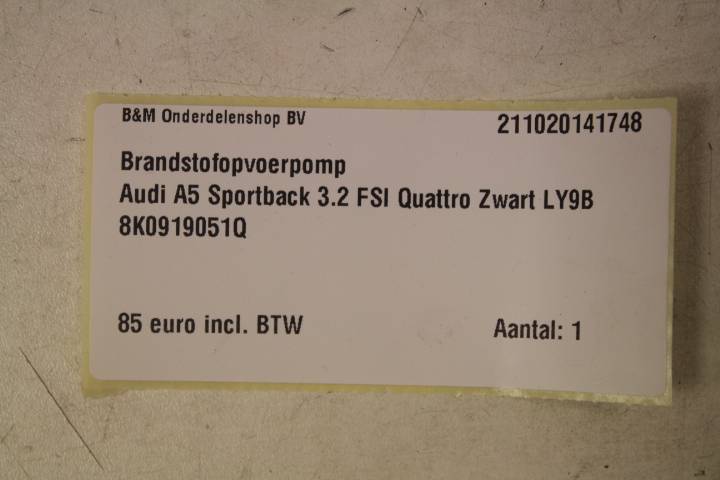 B&M Onderdelenshop BV 211020141748
Brandstofopvoerpomp
Audi A5 Sportback 3.2 FSI Quattro Zwart LY9B
8K0919051Q
85 euro incl. BTW Aantal: 1